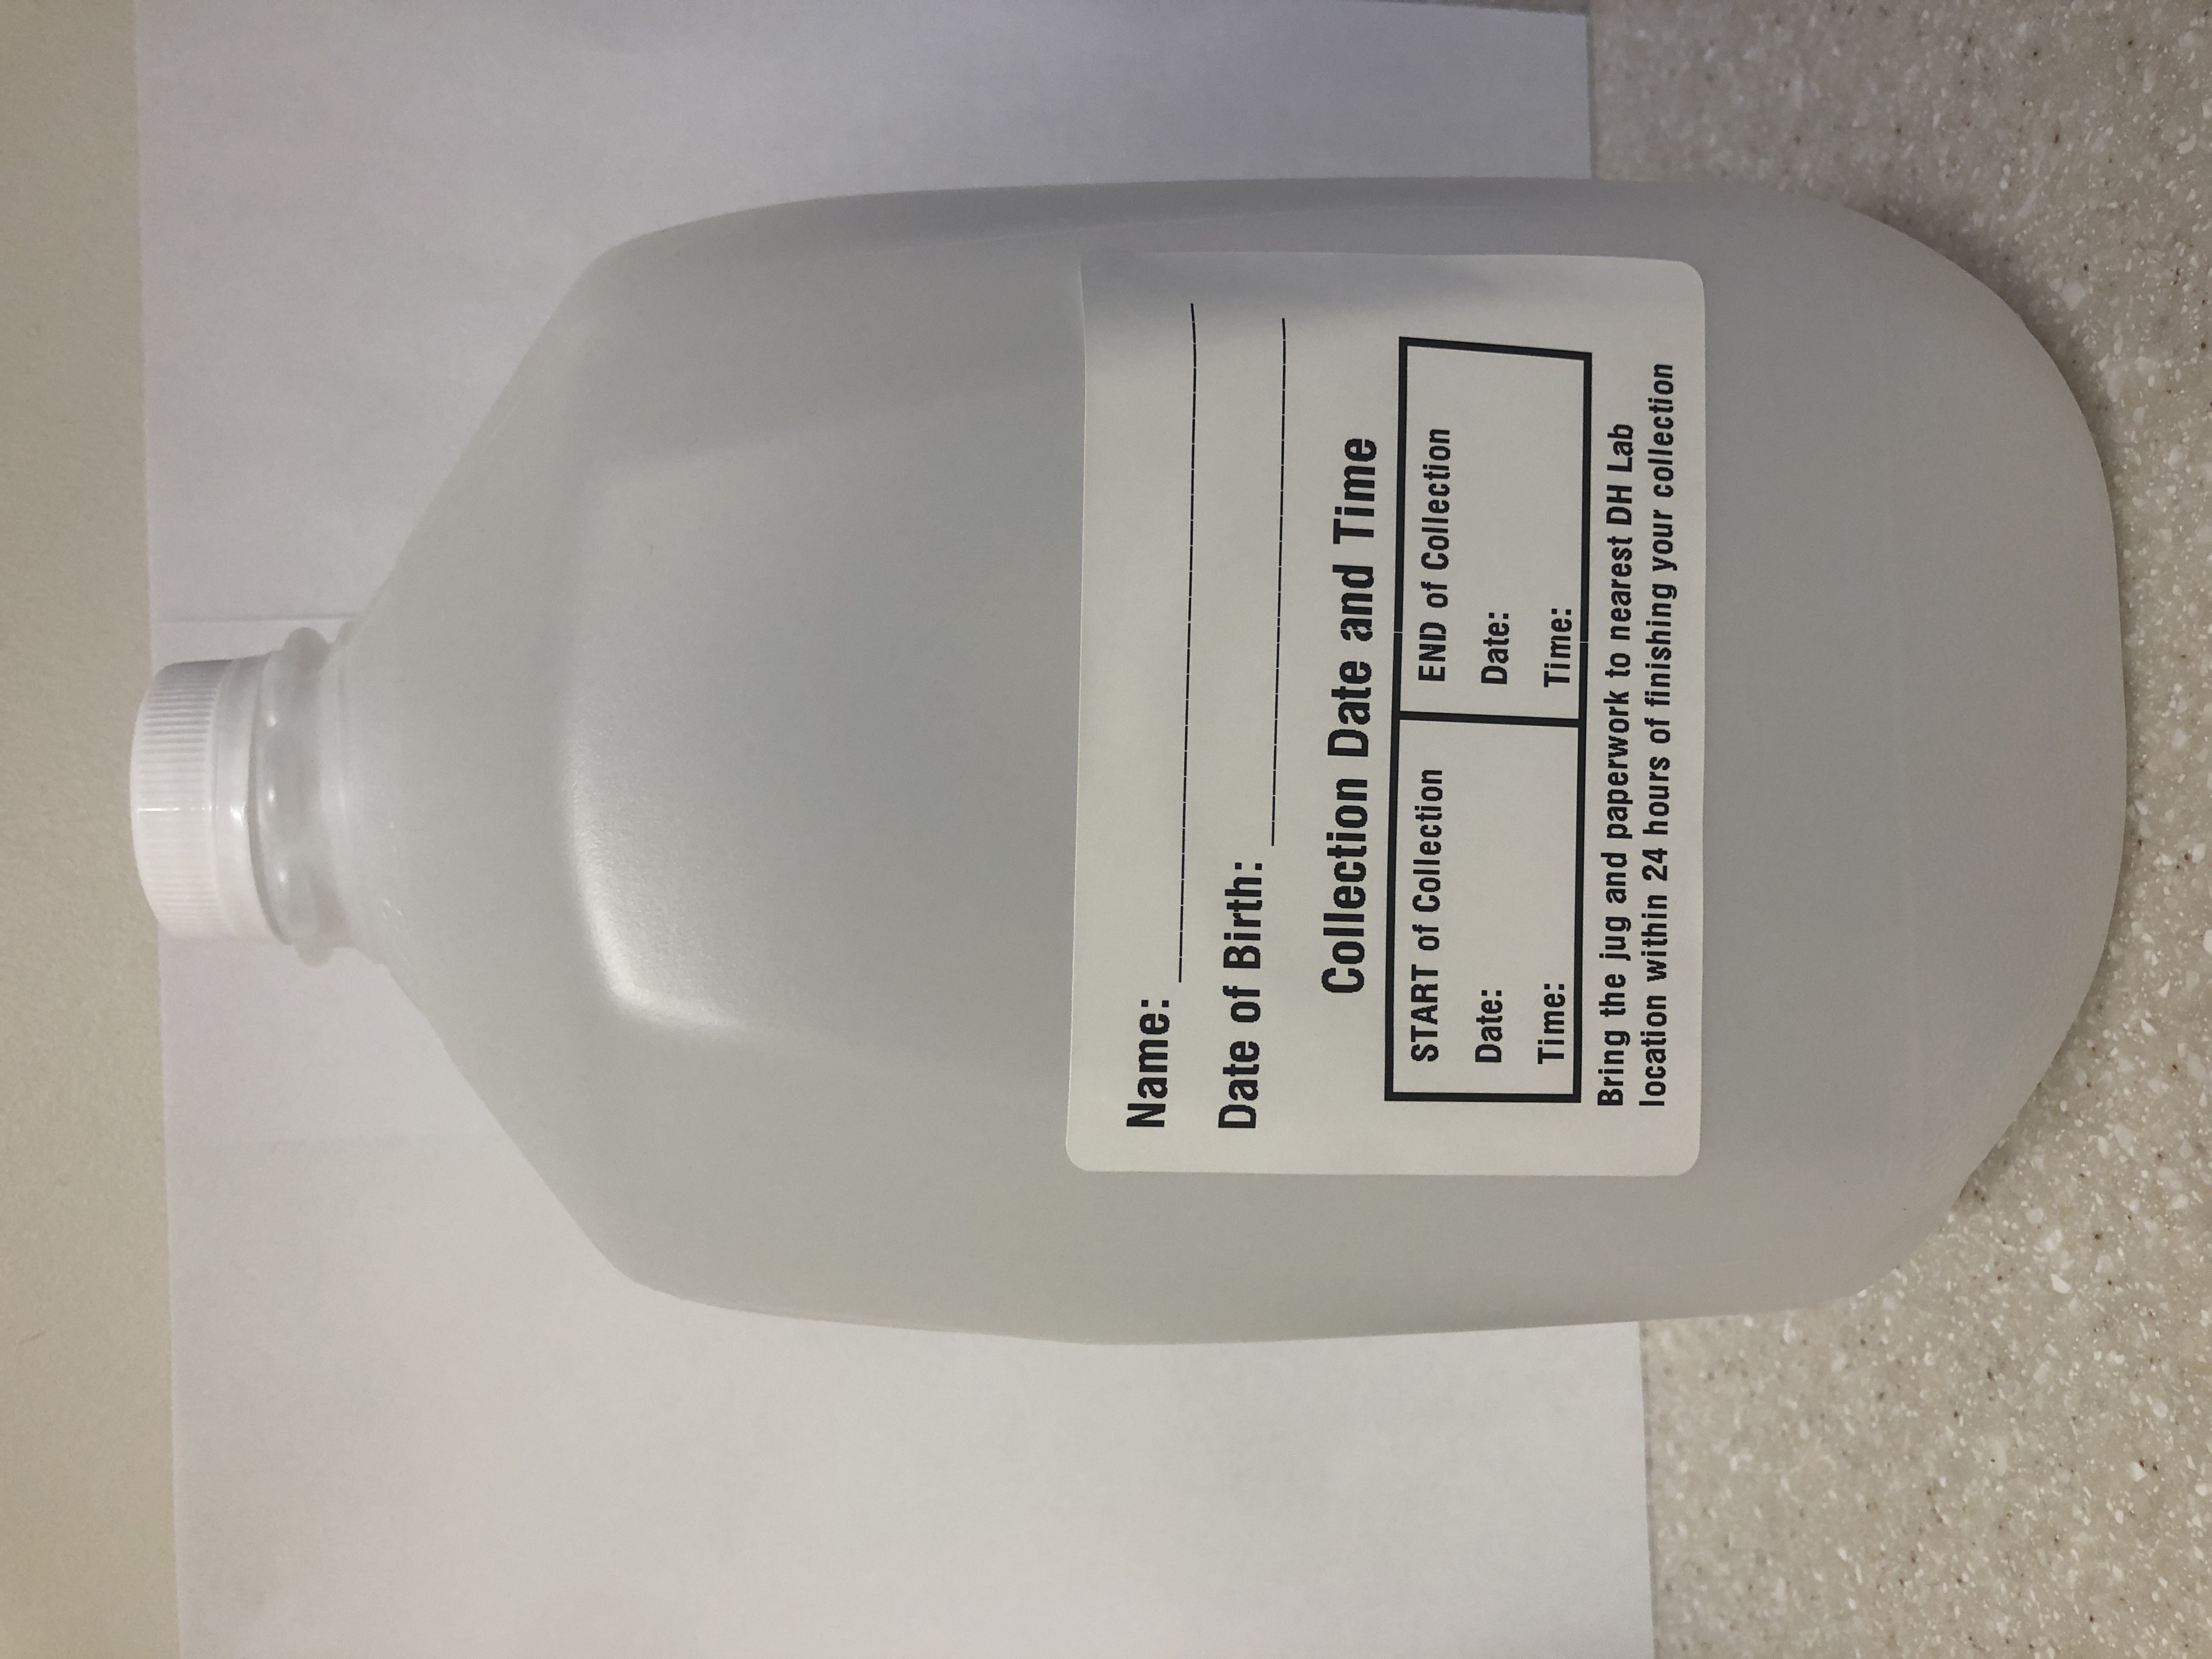 Name:
Date of Birth:
Collection Date and Time
START of Collection
Date:
Time:
END of Collection
Date:
Time:
Bring the jug and paperwork to nearest DH Lab
location within 24 hours of finishing your collection